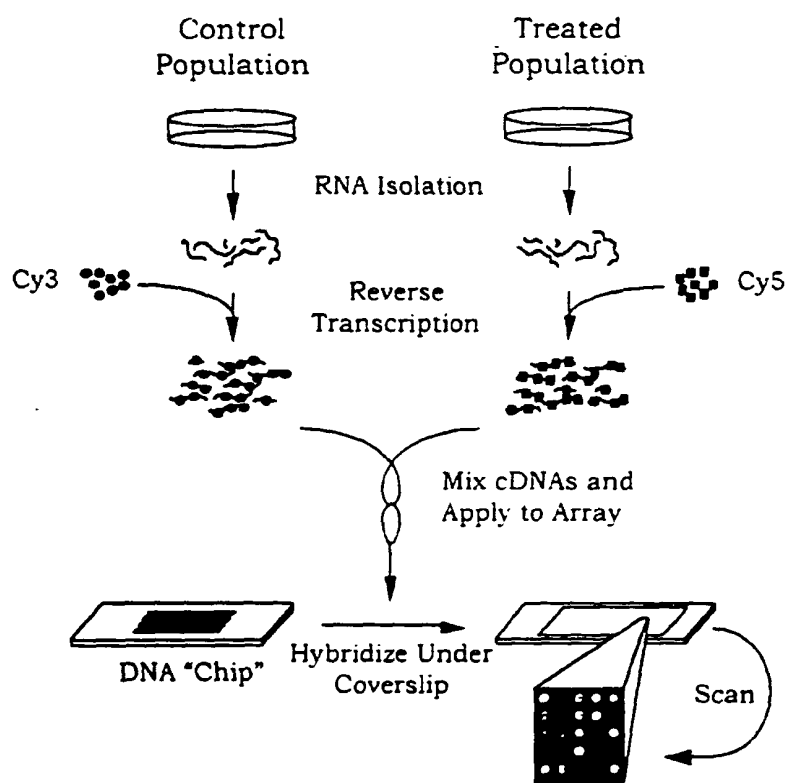 Control
Population
Treated
Population
RNA Isolation
Cy3
Reverse
Transcription
Cy5
Mix cDNAs and
Apply to Array
DNA "Chip"
Hybridize Under
Coverslip
Scan